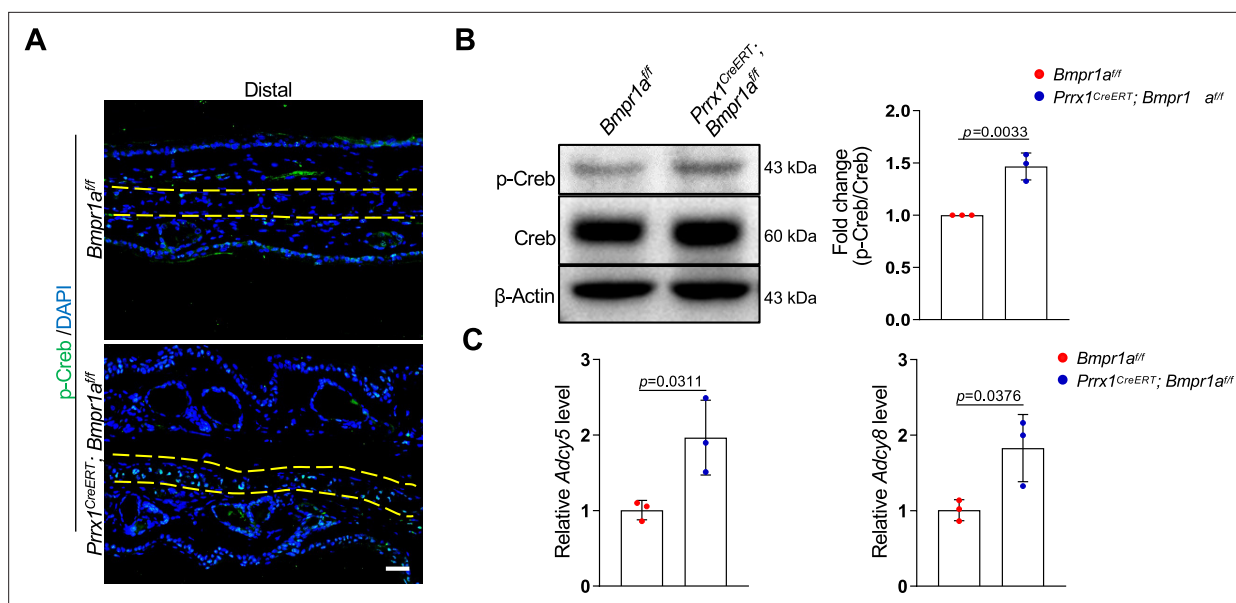 A
Distal
p-Creb /DAPI
Bmpr1af/f
Prrx1CreERT; Bmpr1af/f
B
Bmpr1af/f
Prrx1CreERT;
Bmpr1af/f
p-Creb
43 kDa
Creb
60 kDa
β-Actin
43 kDa
Bmpr1af/f
Prrx1CreERT; Bmpr1 af/f
Fold change
(p-Creb/Creb)
2.0
1.5
1.0
0.5
0.0
p=0.0033
C
Relative Adcy5 level
3
2
1
0
p=0.0311
Relative Adcy8 level
3
2
1
0
p=0.0376
Bmpr1af/f
Prrx1CreERT; Bmpr1af/f